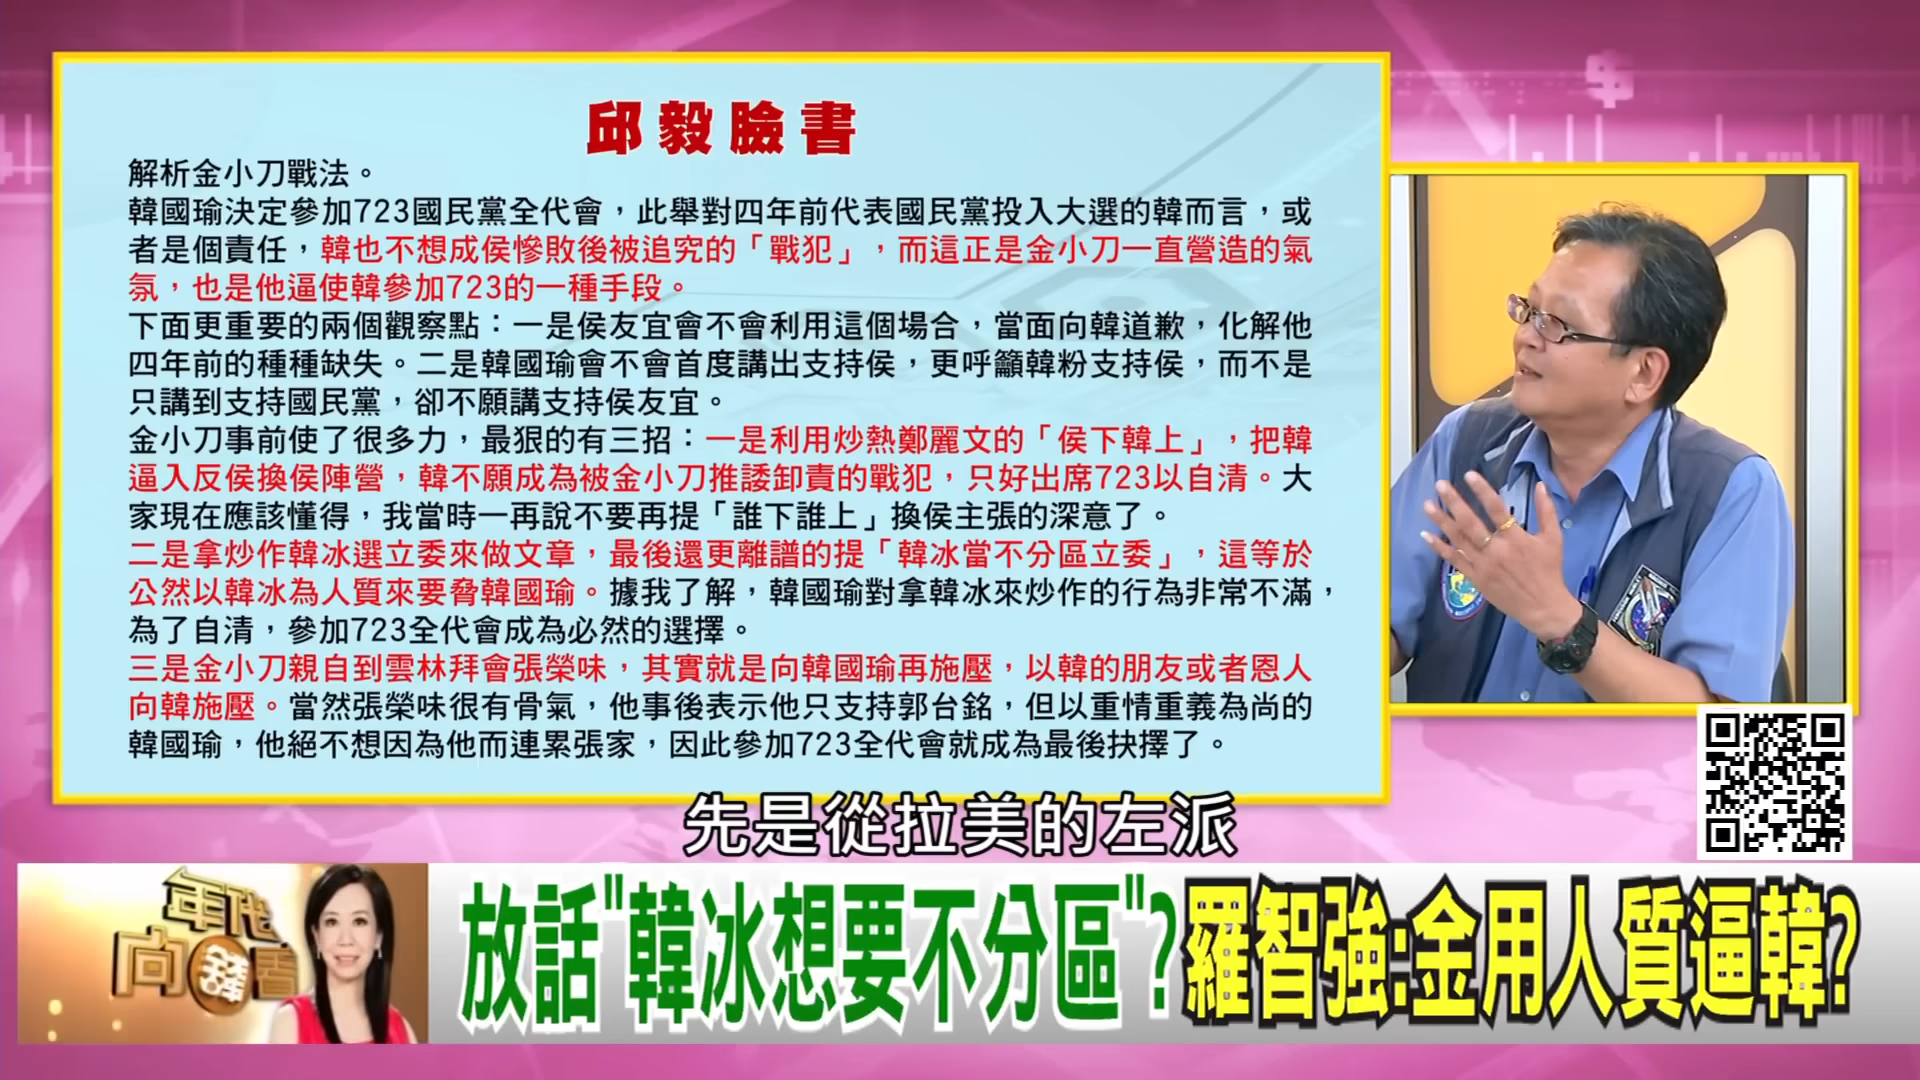 邱毅臉書
解析金小刀戰法。
韓國瑜決定參加723國民黨全代會，此舉對四年前代表國民黨投入大選的韓而言，或
者是個責任，韓也不想成侯慘敗後被追究的「戰犯」，而這正是金小刀一直營造的氣
氛，也是他逼使韓參加723的一種手段。
下面更重要的兩個觀察點：一是侯友宜會不會利用這個場合，當面向韓道歉，化解他
四年前的種種缺失。二是韓國瑜會不會首度講出支持侯，更呼籲韓粉支持侯，而不是
只講到支持國民黨，卻不願講支持侯友宜。
金小刀事前使了很多力，最狠的有三招：一是利用炒熱鄭麗文的「侯下韓上」，把韓
逼入反侯換侯陣營，韓不願成為被金小刀推諉卸責的戰犯，只好出席723以自清。大
家現在應該懂得，我當時一再說不要再提「誰下誰上」換侯主張的深意了。
二是拿炒作韓冰選立委來做文章，最後還更離譜的提「韓冰當不分區立委」，這等於
公然以韓冰為人質來要脅韓國瑜。據我了解，韓國瑜對拿韓冰來炒作的行為非常不滿，
為了自清，參加723全代會成為必然的選擇。
三是金小刀親自到雲林拜會張榮味，其實就是向韓國瑜再施壓，以韓的朋友或者恩人
向韓施壓。當然張榮味很有骨氣，他事後表示他只支持郭台銘，但以重情重義為尚的
韓國瑜，他絕不想因為他而連累張家，因此參加723全代會就成為最後抉擇了。
先是從拉美的左派
年代
向錢看
放話"韓冰想要不分區"?羅智強:金用人質逼韓?